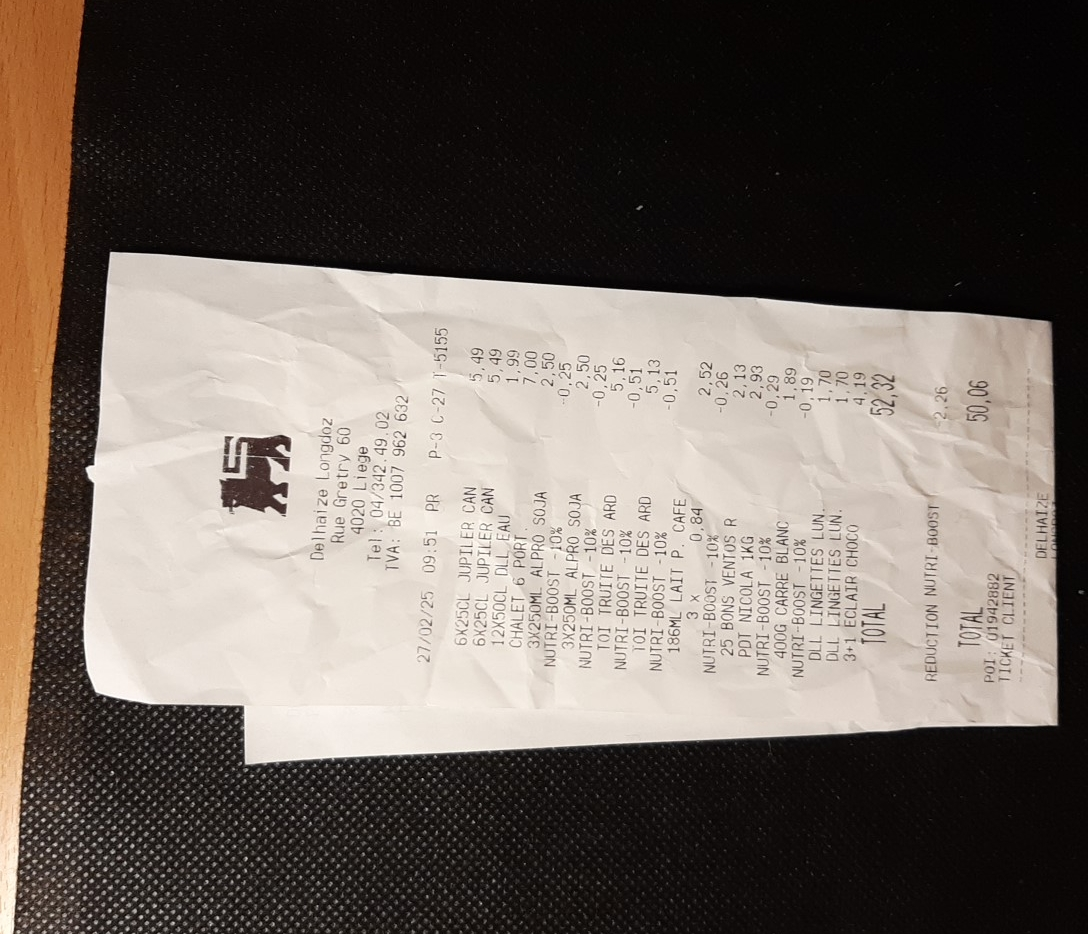 Delhaize Longdoz
Rue Gretry 60
4020 Liege
Tel: 04/342.49.02
TVA: BE 1007 962 632
27/02/25 09:51 PR P-3 C-27 T-5155
6X25CL JUPILER CAN 5,49
6X25CL JUPILER CAN 5,49
12X50CL DLL EAU 1,99
CHALET 6 PORT. 7,00
3X250ML ALPRO SOJA 2,50
NUTRI-BOOST -10% -0,25
3X250ML ALPRO SOJA 2,50
NUTRI-BOOST -10% -0,25
TOI TRUITE DES ARD 5,16
NUTRI-BOOST -10% -0,51
TOI TRUITE DES ARD 5,13
NUTRI-BOOST -10% -0,51
186ML LAIT P. CAFE
3 x 0,84 2,52
NUTRI-BOOST -10% -0,26
25 BONS VENTOS R 2,13
PDT NICOLA 1KG 2,93
NUTRI-BOOST -10% -0,29
400G CARRE BLANC 1,89
NUTRI-BOOST -10% -0,19
DLL LINGETTES LUN. 1,70
DLL LINGETTES LUN. 1,70
3+1 ECLAIR CHOCO 4,19
TOTAL 52,32
REDUCTION NUTRI-BOOST -2,26
TOTAL 50,06
POI: 01942882
TICKET CLIENT
DELHAIZE